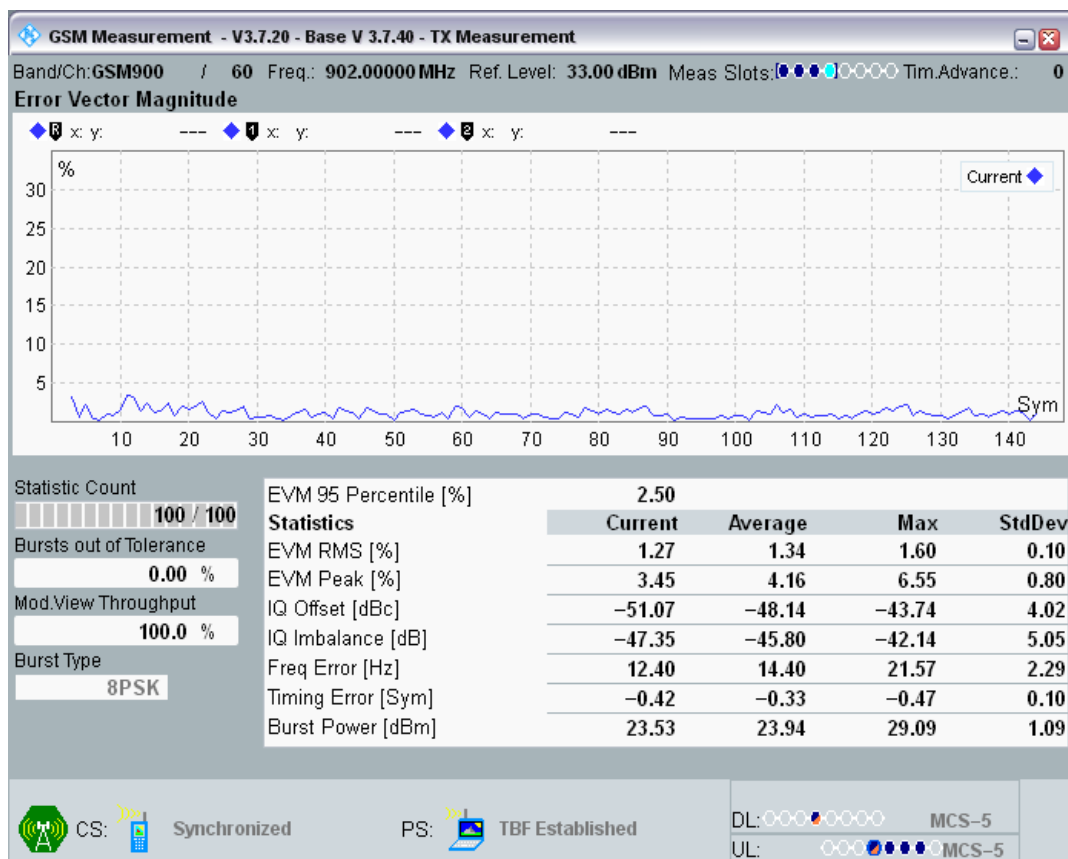 GSM Measurement - V3.7.20 - Base V 3.7.40 - TX Measurement
Band/Ch:GSM900 / 60 Freq.: 902.00000 MHz Ref. Level: 33.00 dBm Meas Slots: Tim.Advance.: 0
Error Vector Magnitude
R x: y: --- 1 x: y: --- 2 x: y: ---
%
Current
30
25
20
15
10
5
Sym
10 20 30 40 50 60 70 80 90 100 110 120 130 140
Statistic Count
100 / 100
Bursts out of Tolerance
0.00 %
Mod.View Throughput
100.0 %
Burst Type
8PSK
EVM 95 Percentile [%] 2.50
Statistics Current Average Max StdDev
EVM RMS [%] 1.27 1.34 1.60 0.10
EVM Peak [%] 3.45 4.16 6.55 0.80
IQ Offset [dBc] −51.07 −48.14 −43.74 4.02
IQ Imbalance [dB] −47.35 −45.80 −42.14 5.05
Freq Error [Hz] 12.40 14.40 21.57 2.29
Timing Error [Sym] −0.42 −0.33 −0.47 0.10
Burst Power [dBm] 23.53 23.94 29.09 1.09
CS: Synchronized PS: TBF Established
DL: MCS−5
UL: MCS−5